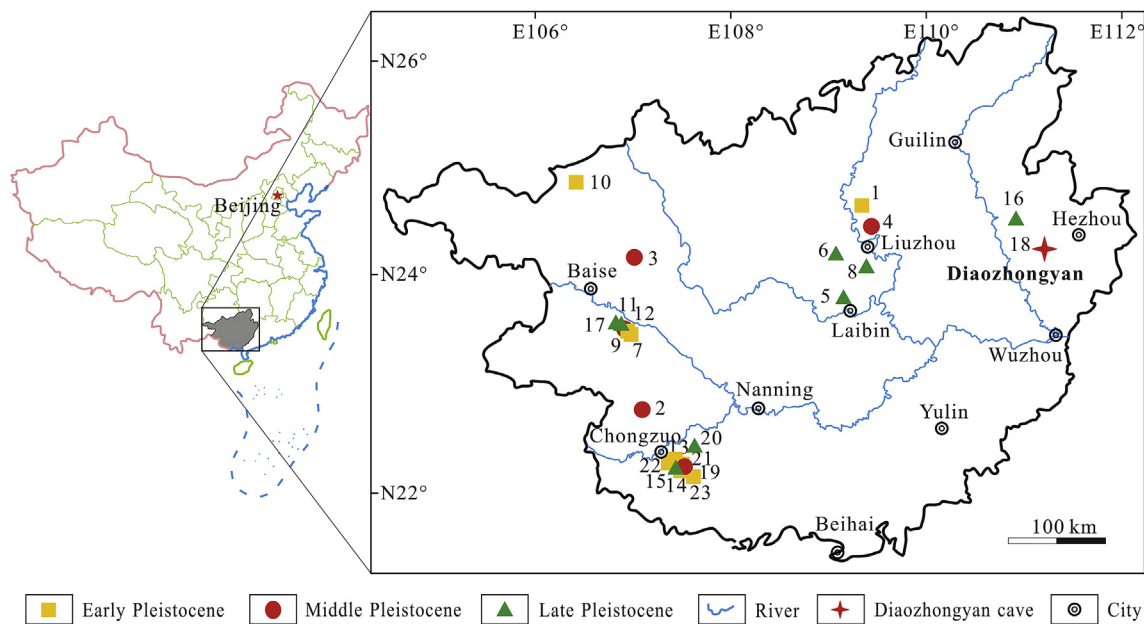 E106°
E108°
E110°
E112°
N26°
N24°
N22°
Beijing
Guilin
10
1
16
Hezhou
4
Liuzhou
18
Diaozhongyan
3
6
8
Baise
5
Laibin
11
12
17
9
7
Wuzhou
Nanning
2
Yulin
Chongzuo
13
20
22
21
15
14
19
23
Beihai
100 km
Early Pleistocene
Middle Pleistocene
Late Pleistocene
River
Diaozhongyan cave
City